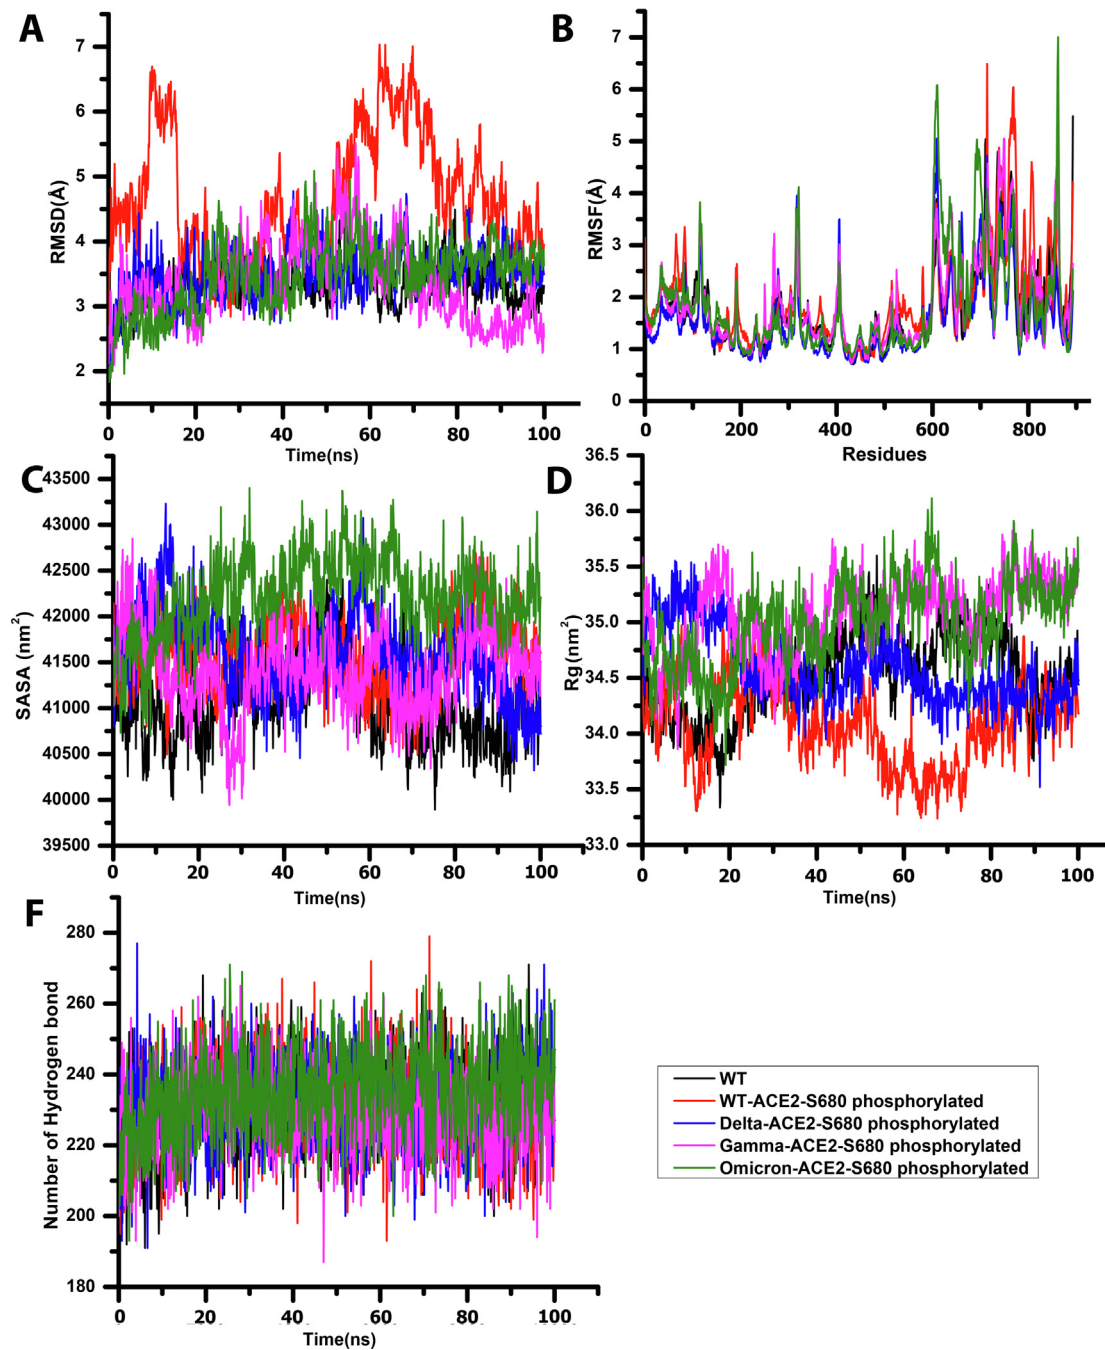 A
7
6
5
4
3
2
RMSD(Å)
0 20 40 60 80 100
Time(ns)
B
7
6
5
4
3
2
1
0
RMSF(Å)
0 200 400 600 800
Residues
C
43500
43000
42500
42000
41500
41000
40500
40000
39500
SASA (nm²)
0 20 40 60 80 100
Time(ns)
D
36.5
36.0
35.5
35.0
34.5
34.0
33.5
33.0
Rg(nm²)
0 20 40 60 80 100
Time(ns)
F
280
260
240
220
200
180
Number of Hydrogen bond
0 20 40 60 80 100
Time(ns)
WT
WT-ACE2-S680 phosphorylated
Delta-ACE2-S680 phosphorylated
Gamma-ACE2-S680 phosphorylated
Omicron-ACE2-S680 phosphorylated